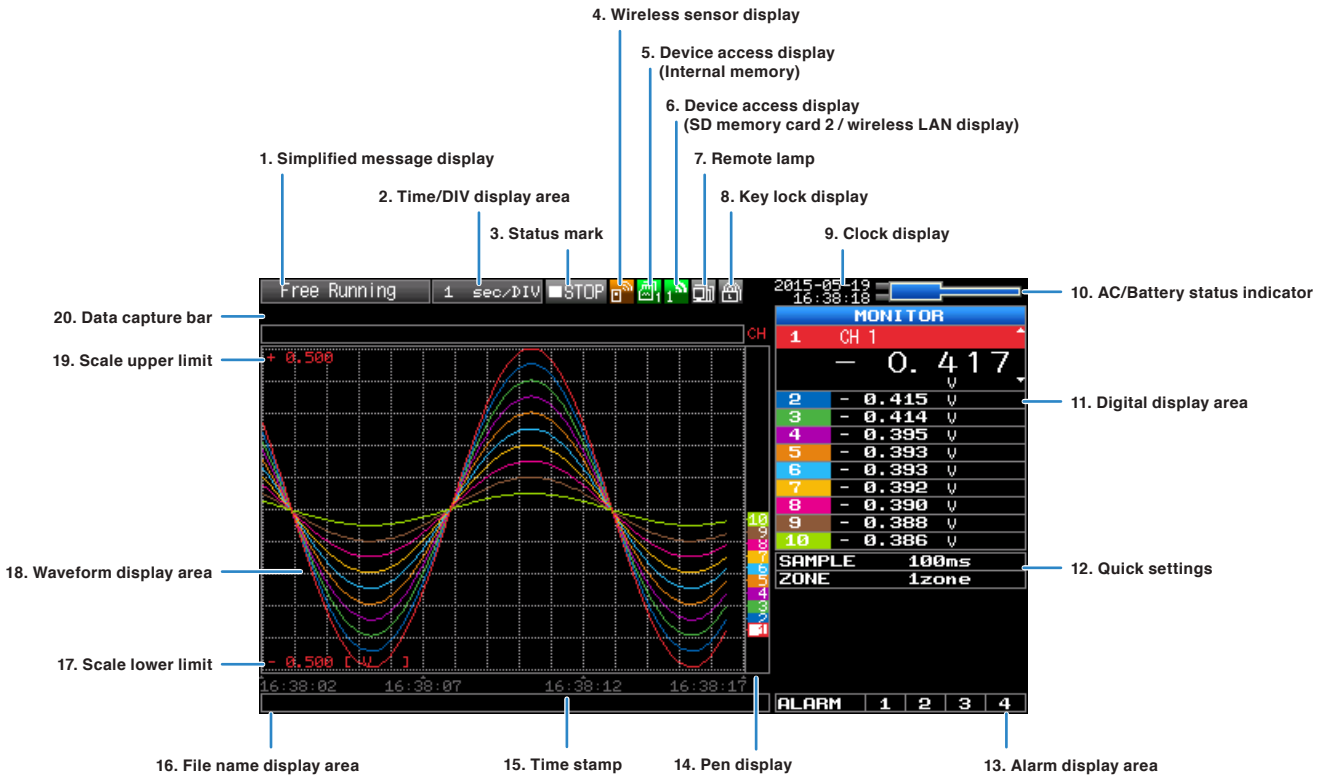 4. Wireless sensor display
5. Device access display
(Internal memory)
6. Device access display
(SD memory card 2 / wireless LAN display)
1. Simplified message display
7. Remote lamp
2. Time/DIV display area
8. Key lock display
3. Status mark
9. Clock display
Free Running
1 sec/DIV
STOP
1
1
2015-05-19
16:38:18
10. AC/Battery status indicator
20. Data capture bar
MONITOR
CH
1 CH 1
19. Scale upper limit
+ 0.500
- 0.417
V
2 - 0.415 V
11. Digital display area
3 - 0.414 V
4 - 0.395 V
5 - 0.393 V
6 - 0.393 V
7 - 0.392 V
8 - 0.390 V
9 - 0.388 V
10 - 0.386 V
10
9
8
7
6
5
4
3
2
1
SAMPLE 100ms
12. Quick settings
ZONE 1zone
18. Waveform display area
17. Scale lower limit
- 0.500 [ V ]
16:38:02 16:38:07 16:38:12 16:38:17
ALARM 1 2 3 4
16. File name display area
15. Time stamp
14. Pen display
13. Alarm display area